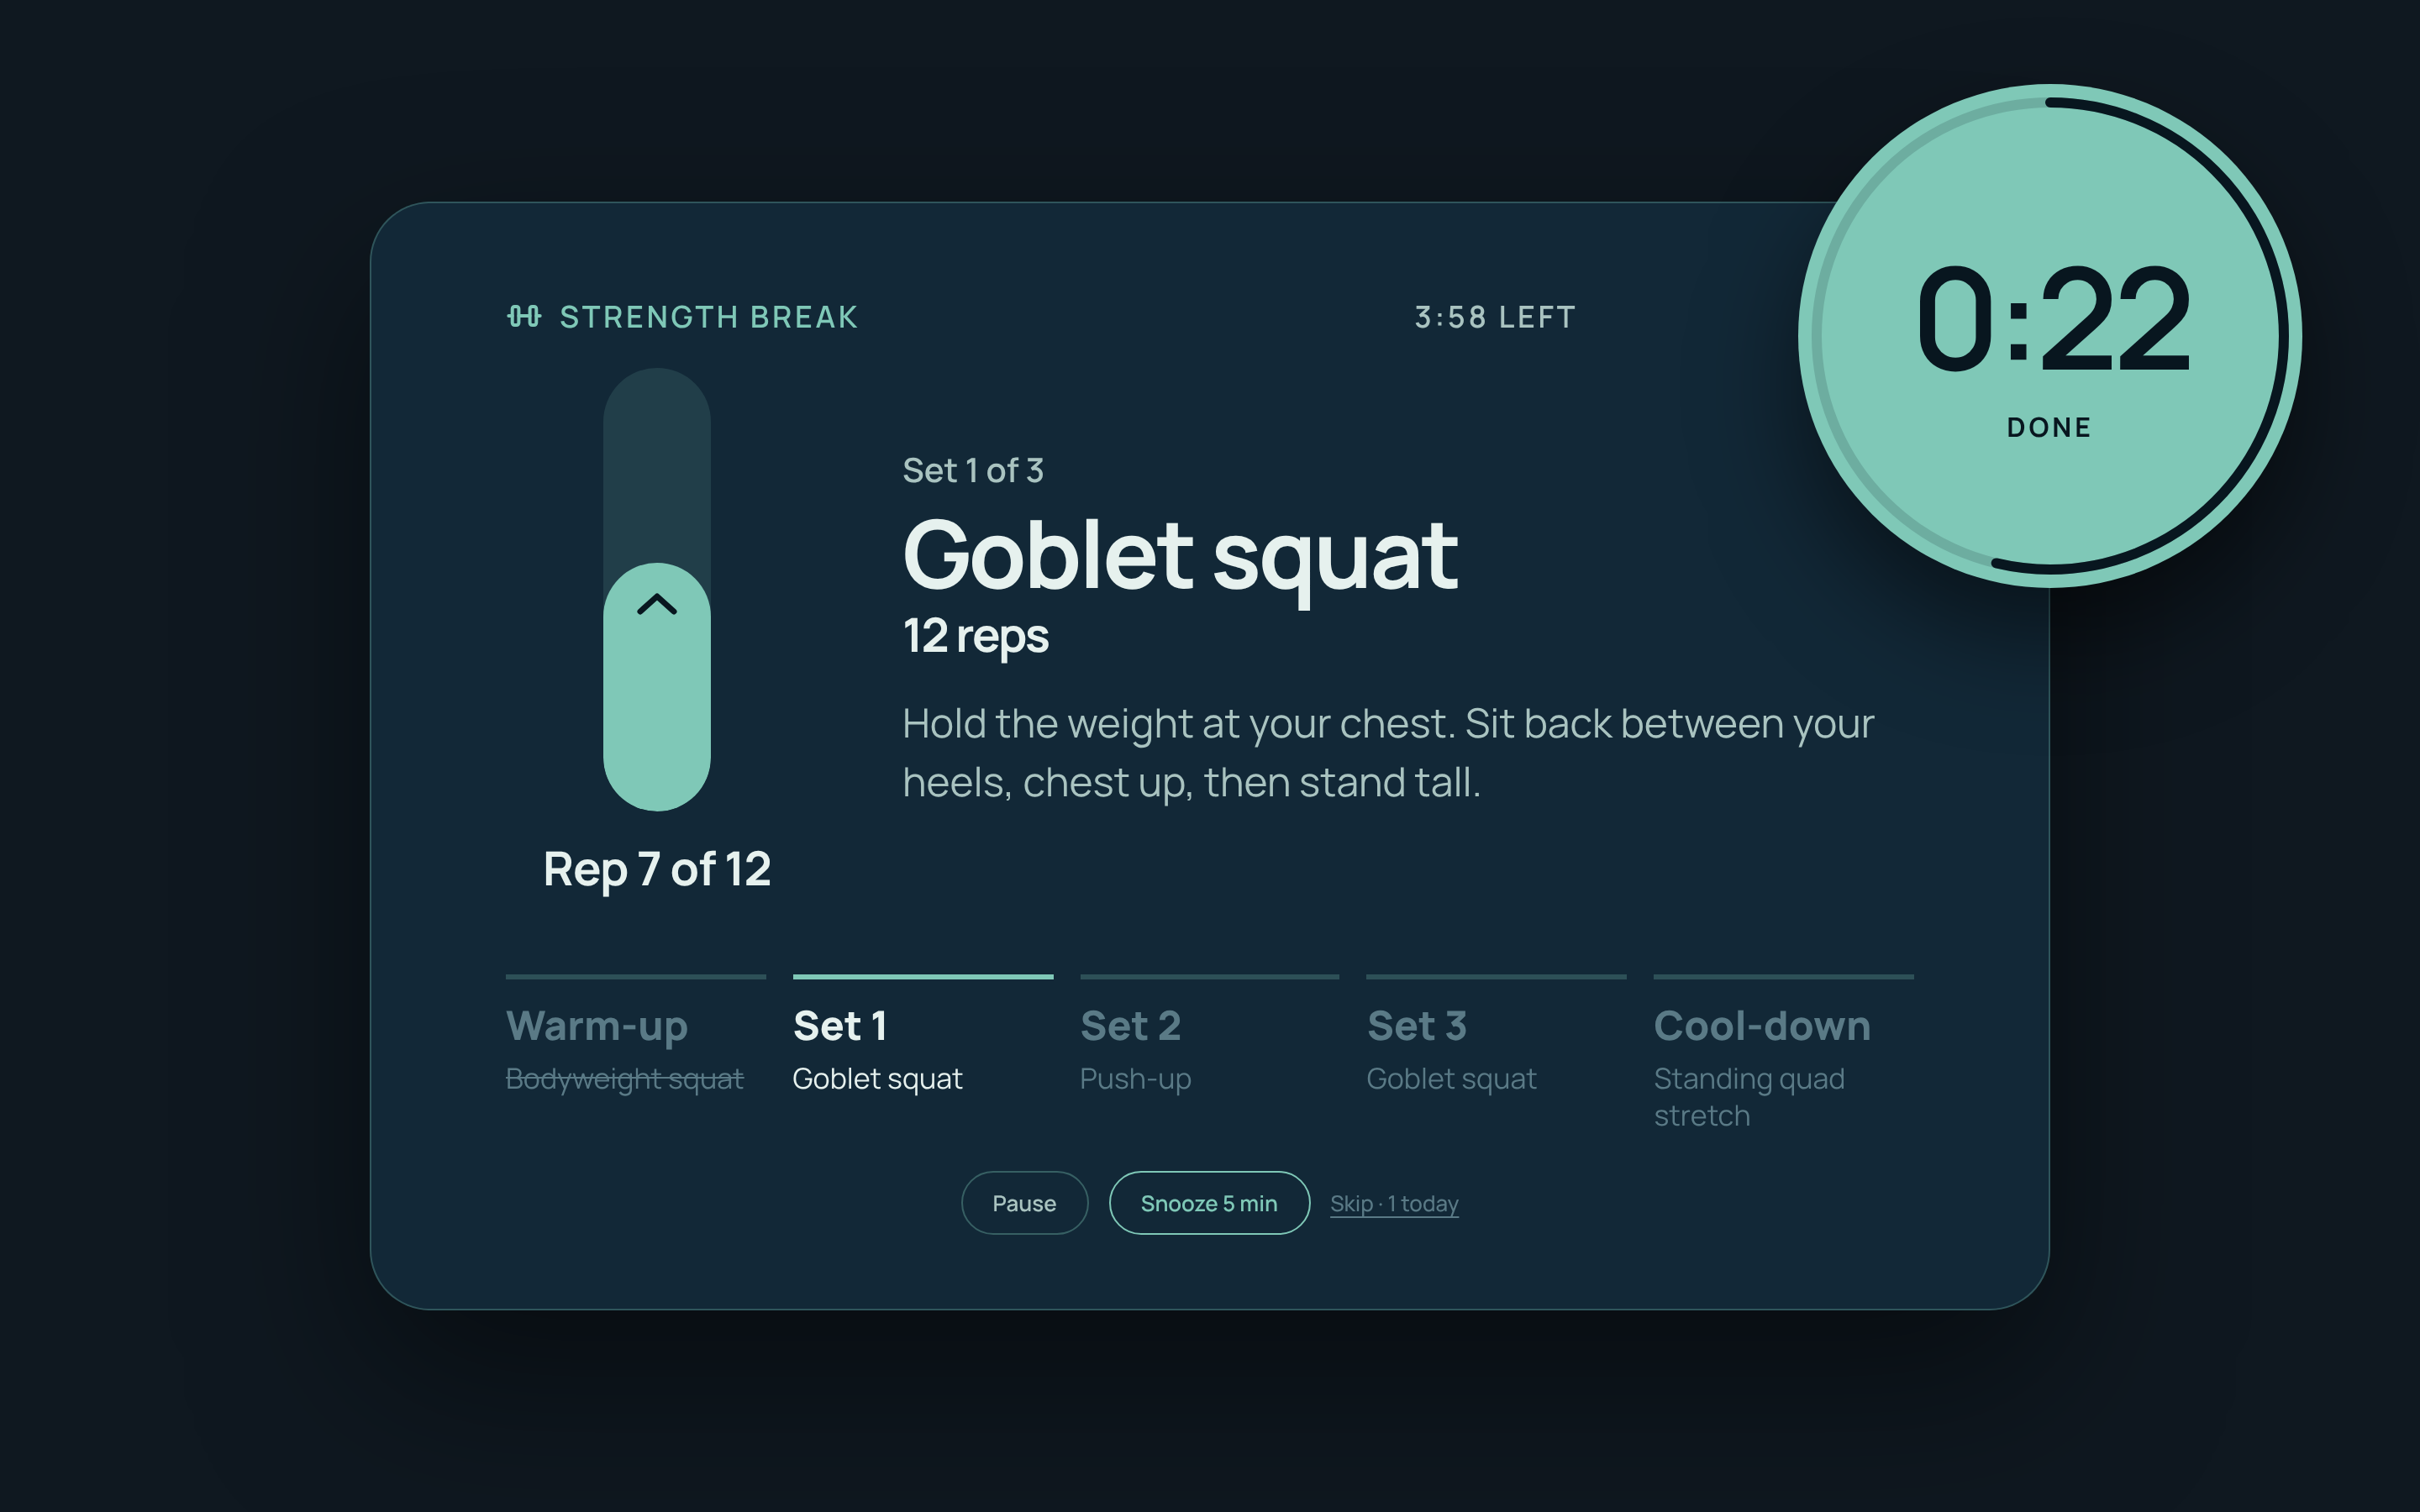 STRENGTH BREAK
3:58 LEFT
0:22
DONE
Set 1 of 3
Goblet squat
12 reps
Hold the weight at your chest. Sit back between your
heels, chest up, then stand tall.
Rep 7 of 12
Warm-up
Bodyweight squat
Set 1
Goblet squat
Set 2
Push-up
Set 3
Goblet squat
Cool-down
Standing quad
stretch
Pause
Snooze 5 min
Skip · 1 today